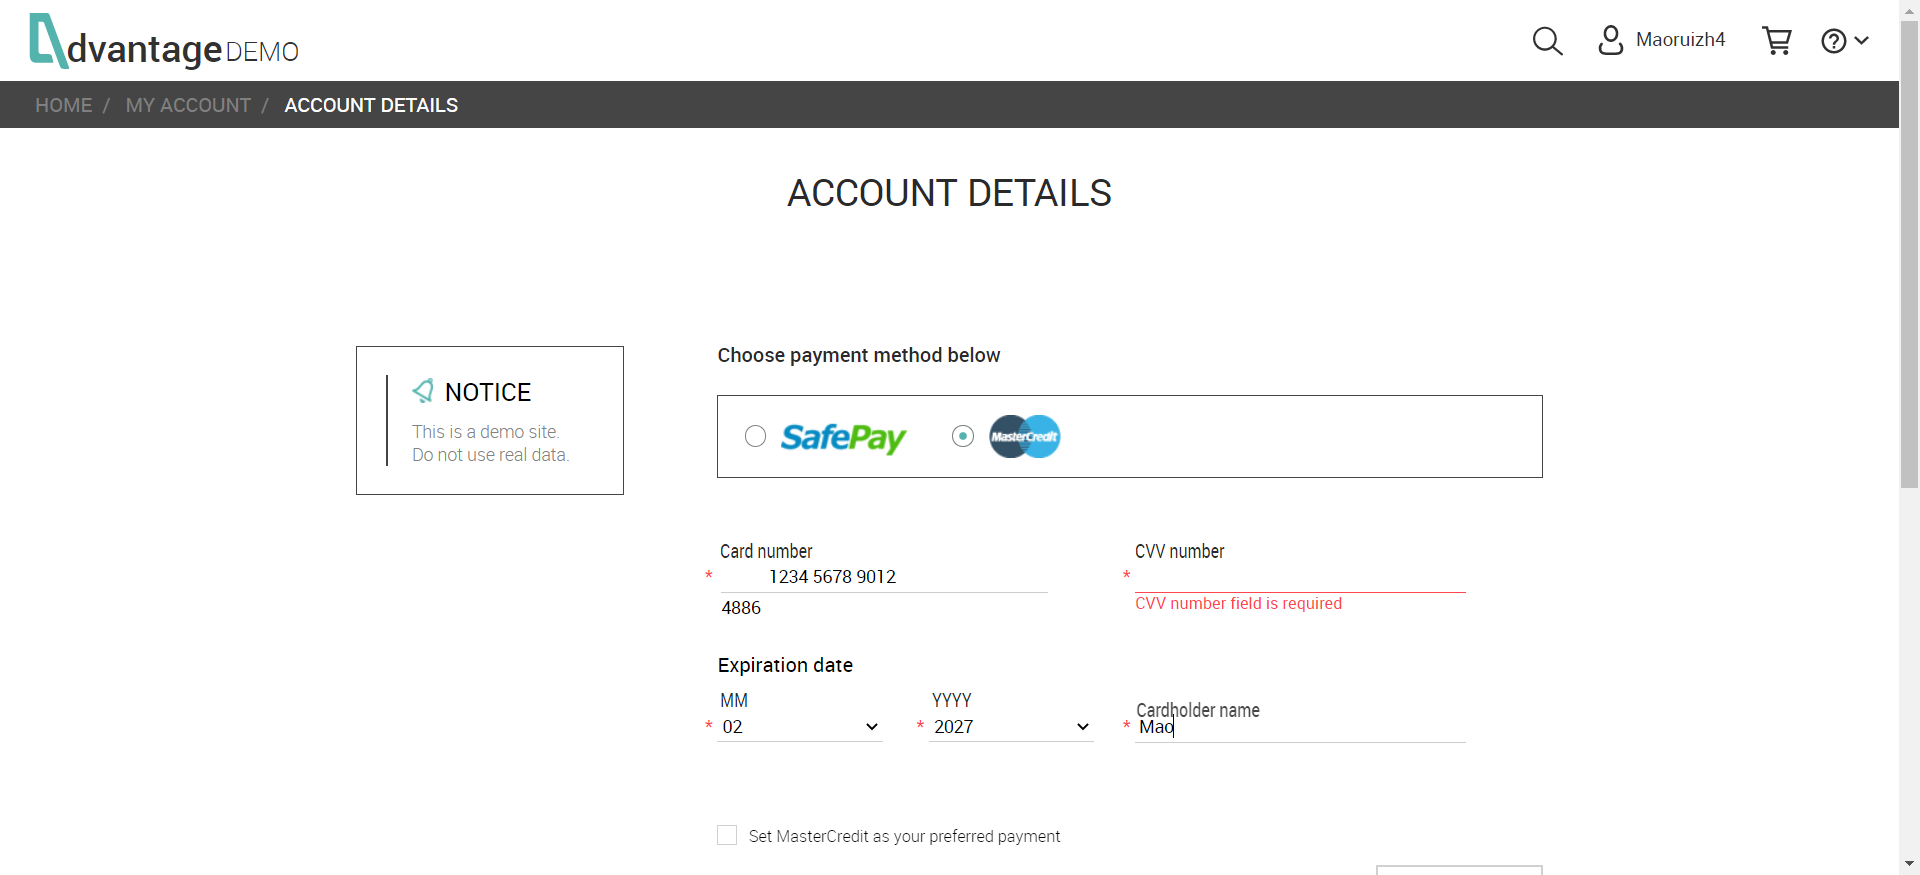 dvantage DEMO
Maoruizh4
HOME / MY ACCOUNT / ACCOUNT DETAILS
ACCOUNT DETAILS
NOTICE
This is a demo site.
Do not use real data.
Choose payment method below
SafePay
MasterCredit
Card number
* 1234 5678 9012
4886
CVV number
*
CVV number field is required
Expiration date
MM
* 02
YYYY
* 2027
Cardholder name
* Mao
Set MasterCredit as your preferred payment